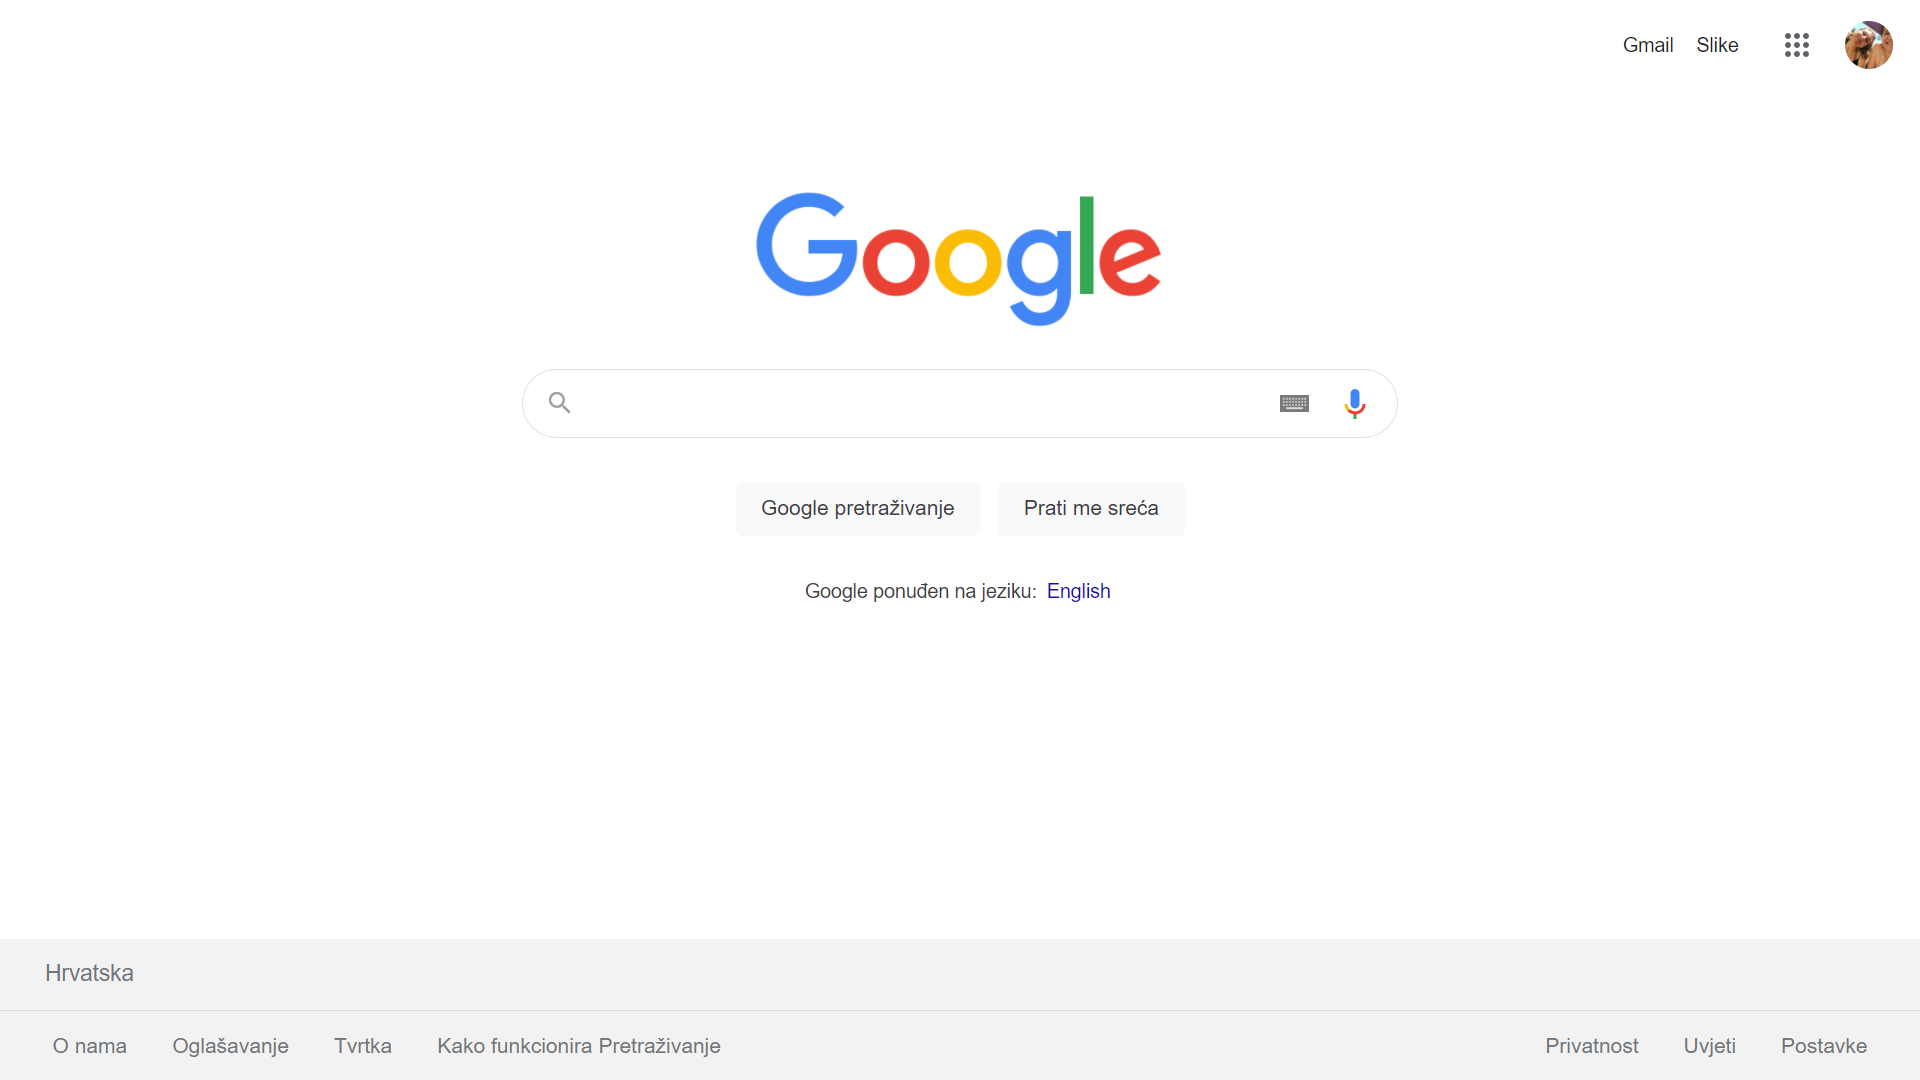 Gmail Slike
Google
Google pretraživanje Prati me sreća
Google ponuđen na jeziku: English
Hrvatska
O nama Oglašavanje Tvrtka Kako funkcionira Pretraživanje Privatnost Uvjeti Postavke